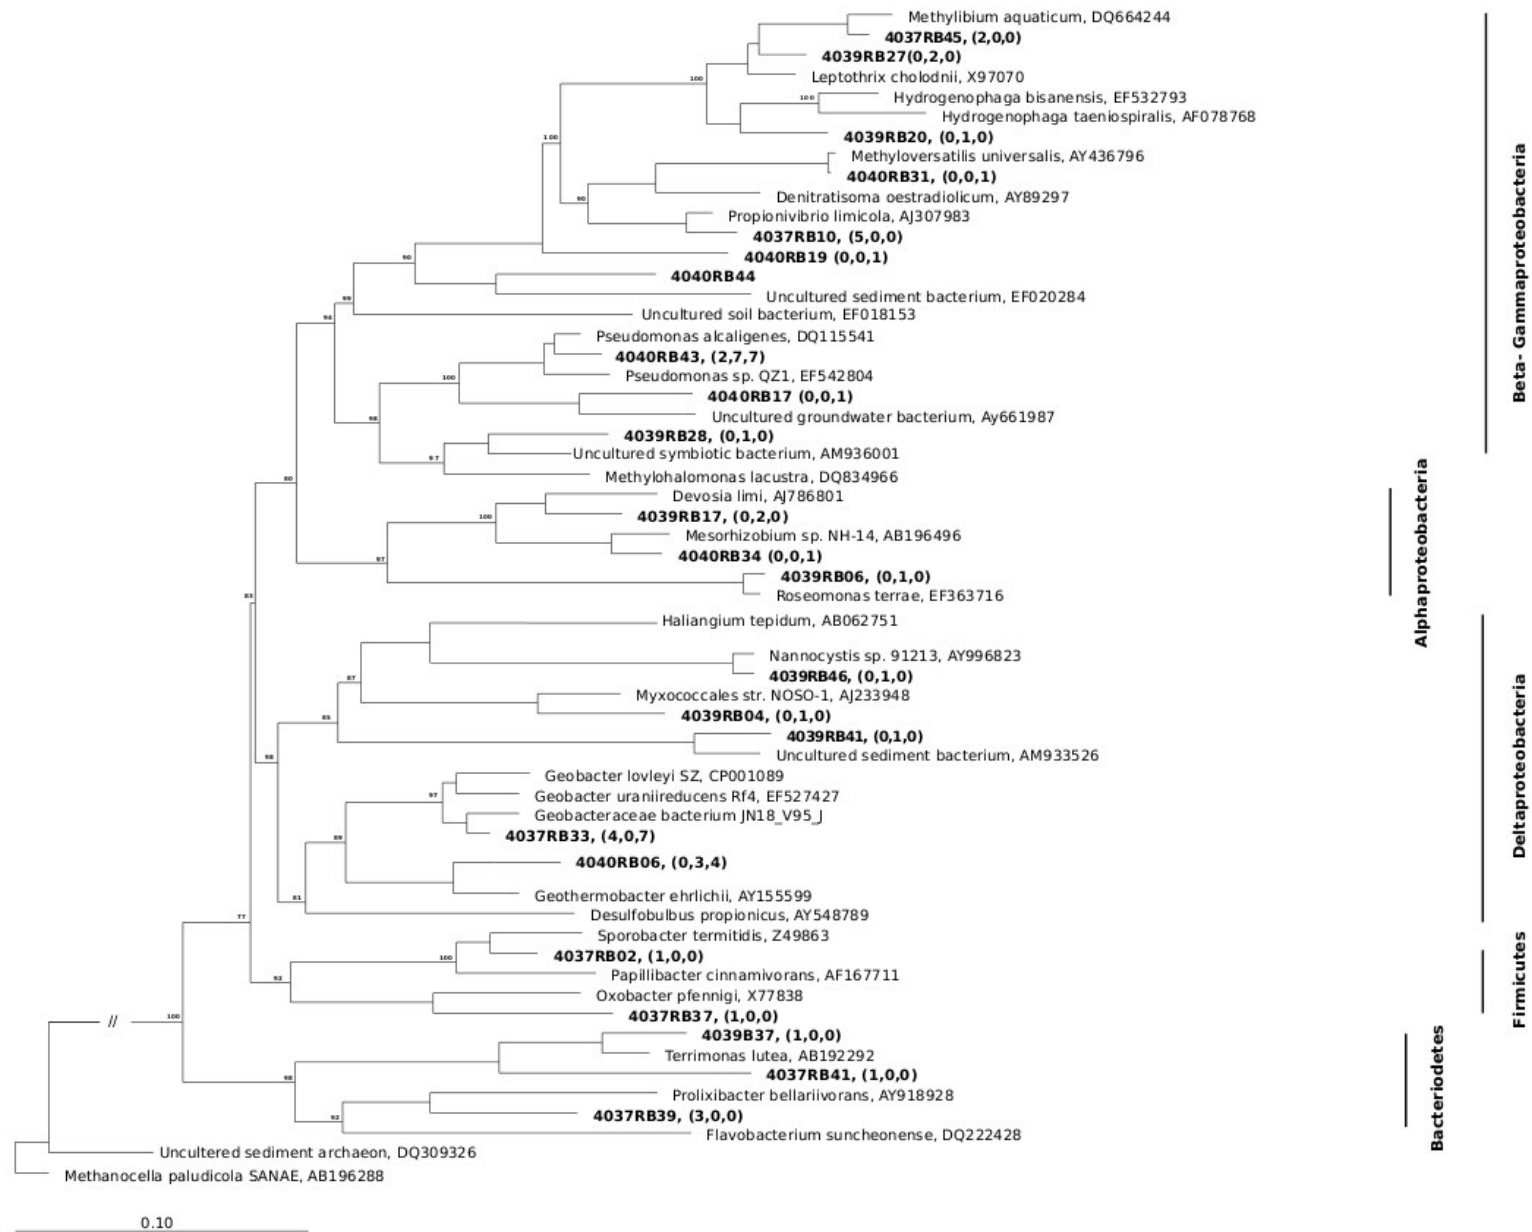 Methylibium aquaticum, DQ664244
4037RB45, (2,0,0)
4039RB27(0,2,0)
100
Leptothrix cholodnii, X97070
100
Hydrogenophaga bisanensis, EF532793
Hydrogenophaga taeniospiralis, AF078768
100
4039RB20, (0,1,0)
Methyloversatilis universalis, AY436796
4040RB31, (0,0,1)
90
Denitratisoma oestradiolicum, AY89297
Propionivibrio limicola, AJ307983
4037RB10, (5,0,0)
90
4040RB19 (0,0,1)
4040RB44
99
Uncultured sediment bacterium, EF020284
94
Uncultured soil bacterium, EF018153
Pseudomonas alcaligenes, DQ115541
4040RB43, (2,7,7)
100
Pseudomonas sp. QZ1, EF542804
4040RB17 (0,0,1)
98
Uncultured groundwater bacterium, Ay661987
4039RB28, (0,1,0)
97
Uncultured symbiotic bacterium, AM936001
80
Methylohalomonas lacustra, DQ834966
Devosia limi, AJ786801
100
4039RB17, (0,2,0)
Mesorhizobium sp. NH-14, AB196496
97
4040RB34 (0,0,1)
4039RB06, (0,1,0)
83
Roseomonas terrae, EF363716
Haliangium tepidum, AB062751
Nannocystis sp. 91213, AY996823
87
4039RB46, (0,1,0)
Myxococcales str. NOSO-1, AJ233948
85
4039RB04, (0,1,0)
4039RB41, (0,1,0)
98
Uncultured sediment bacterium, AM933526
Geobacter lovleyi SZ, CP001089
97
Geobacter uraniireducens Rf4, EF527427
Geobacteraceae bacterium JN18_V95_J
89
4037RB33, (4,0,7)
4040RB06, (0,3,4)
81
Geothermobacter ehrlichii, AY155599
77
Desulfobulbus propionicus, AY548789
Sporobacter termitidis, Z49863
100
4037RB02, (1,0,0)
92
Papillibacter cinnamivorans, AF167711
Oxobacter pfennigi, X77838
100
4037RB37, (1,0,0)
//
4039B37, (1,0,0)
Terrimonas lutea, AB192292
98
4037RB41, (1,0,0)
Prolixibacter bellariivorans, AY918928
92
4037RB39, (3,0,0)
Flavobacterium suncheonense, DQ222428
Uncultered sediment archaeon, DQ309326
Methanocella paludicola SANAE, AB196288
0.10
Beta- Gammaproteobacteria
Alphaproteobacteria
Deltaproteobacteria
Firmicutes
Bacteriodetes